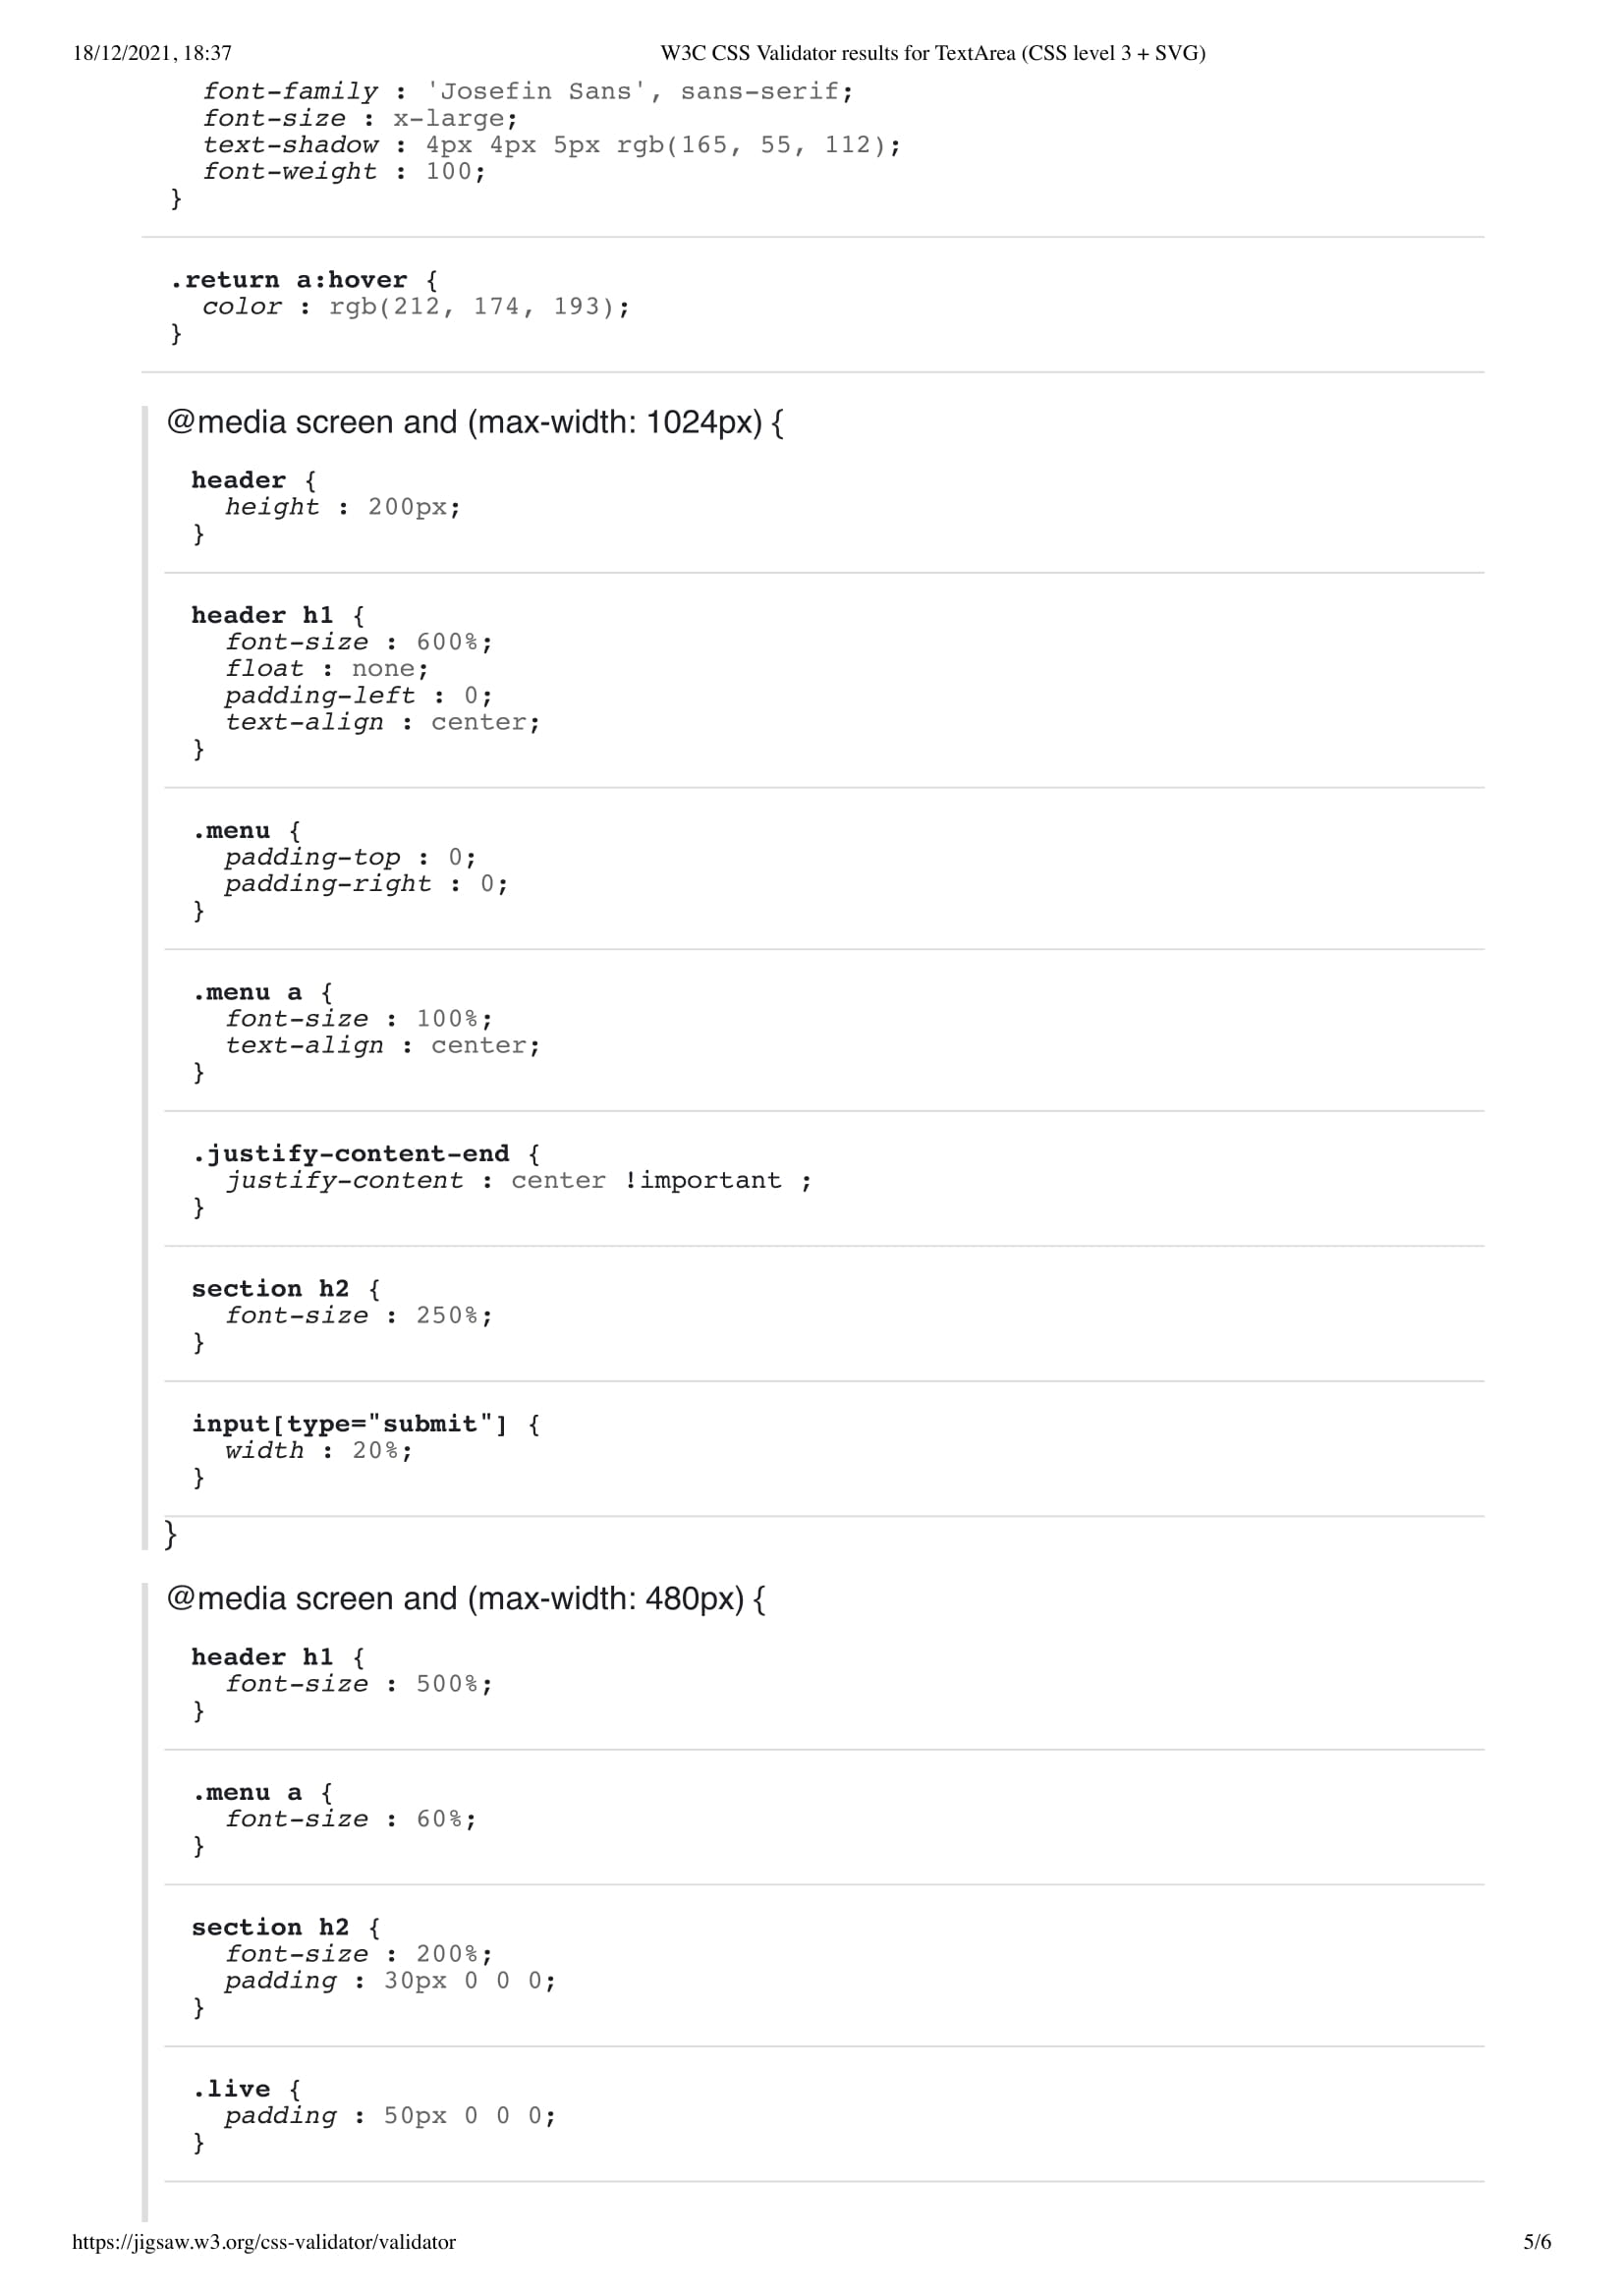 18/12/2021, 18:37 W3C CSS Validator results for TextArea (CSS level 3 + SVG)
font-family : 'Josefin Sans', sans-serif;
font-size : x-large;
text-shadow : 4px 4px 5px rgb(165, 55, 112);
font-weight : 100;
}
.return a:hover {
color : rgb(212, 174, 193);
}
@media screen and (max-width: 1024px) {
header {
height : 200px;
}
header h1 {
font-size : 600%;
float : none;
padding-left : 0;
text-align : center;
}
.menu {
padding-top : 0;
padding-right : 0;
}
.menu a {
font-size : 100%;
text-align : center;
}
.justify-content-end {
justify-content : center !important ;
}
section h2 {
font-size : 250%;
}
input[type="submit"] {
width : 20%;
}
}
@media screen and (max-width: 480px) {
header h1 {
font-size : 500%;
}
.menu a {
font-size : 60%;
}
section h2 {
font-size : 200%;
padding : 30px 0 0 0;
}
.live {
padding : 50px 0 0 0;
}
https://jigsaw.w3.org/css-validator/validator 5/6